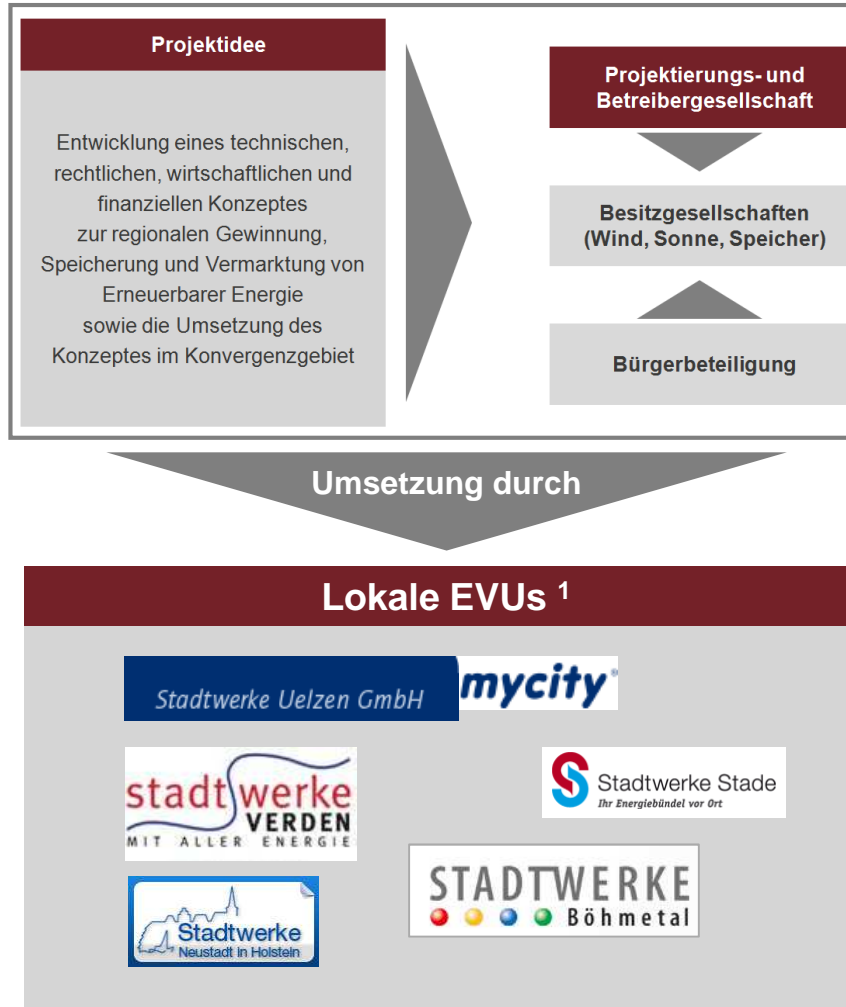 Projektidee
Entwicklung eines technischen,
rechtlichen, wirtschaftlichen und
finanziellen Konzeptes
zur regionalen Gewinnung,
Speicherung und Vermarktung von
Erneuerbarer Energie
sowie die Umsetzung des
Konzeptes im Konvergenzgebiet
Projektierungs- und
Betreibergesellschaft
Besitzgesellschaften
(Wind, Sonne, Speicher)
Bürgerbeteiligung
Umsetzung durch
Lokale EVUs ¹
Stadtwerke Uelzen GmbH
mycity®
stadtwerke
VERDEN
MIT ALLER ENERGIE
Stadtwerke Stade
Ihr Energiebündel vor Ort
Stadtwerke
Neustadt in Holstein
STADTWERKE
Böhmetal